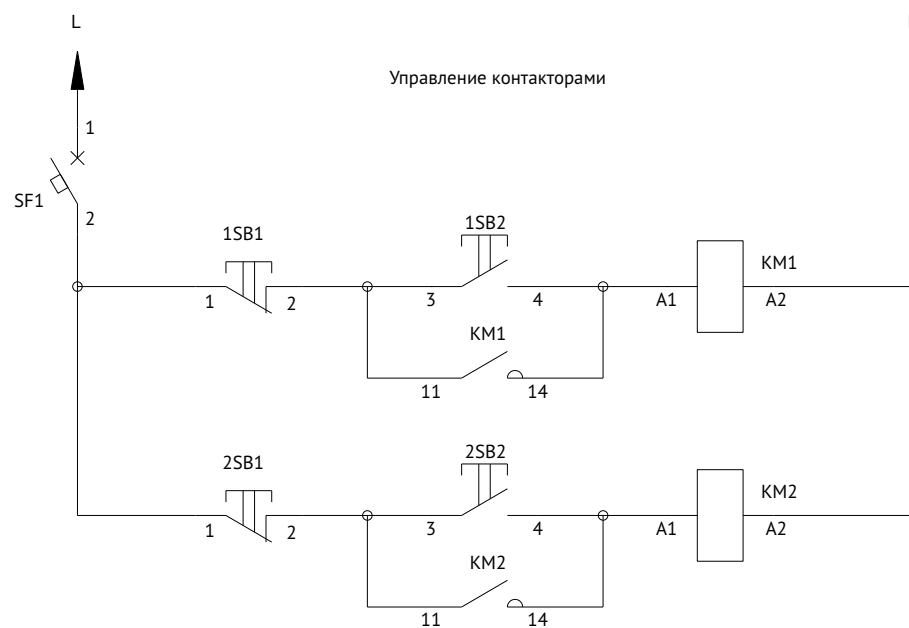 L
Управление контакторами
1
SF1
2
1SB1
1SB2
KM1
1
2
3
4
A1
A2
KM1
11
14
2SB1
2SB2
KM2
1
2
3
4
A1
A2
KM2
11
14